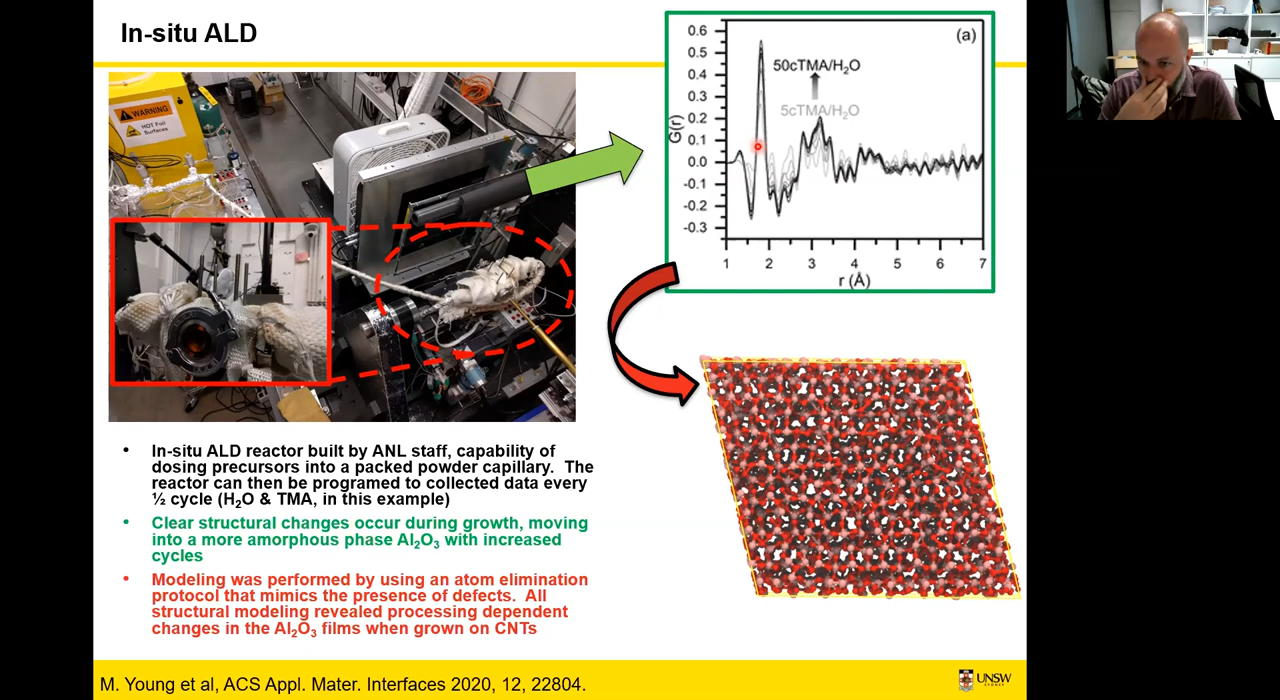 In-situ ALD
WARNING
HOT Foil
Surfaces
(a)
50cTMA/H₂O
5cTMA/H₂O
G(r)
0.6
0.5
0.4
0.3
0.2
0.1
0.0
-0.1
-0.2
-0.3
1 2 3 4 5 6 7
r (Å)
• In-situ ALD reactor built by ANL staff, capability of
dosing precursors into a packed powder capillary. The
reactor can then be programed to collected data every
½ cycle (H₂O & TMA, in this example)
• Clear structural changes occur during growth, moving
into a more amorphous phase Al₂O₃ with increased
cycles
• Modeling was performed by using an atom elimination
protocol that mimics the presence of defects. All
structural modeling revealed processing dependent
changes in the Al₂O₃ films when grown on CNTs
M. Young et al, ACS Appl. Mater. Interfaces 2020, 12, 22804.
UNSW
SYDNEY